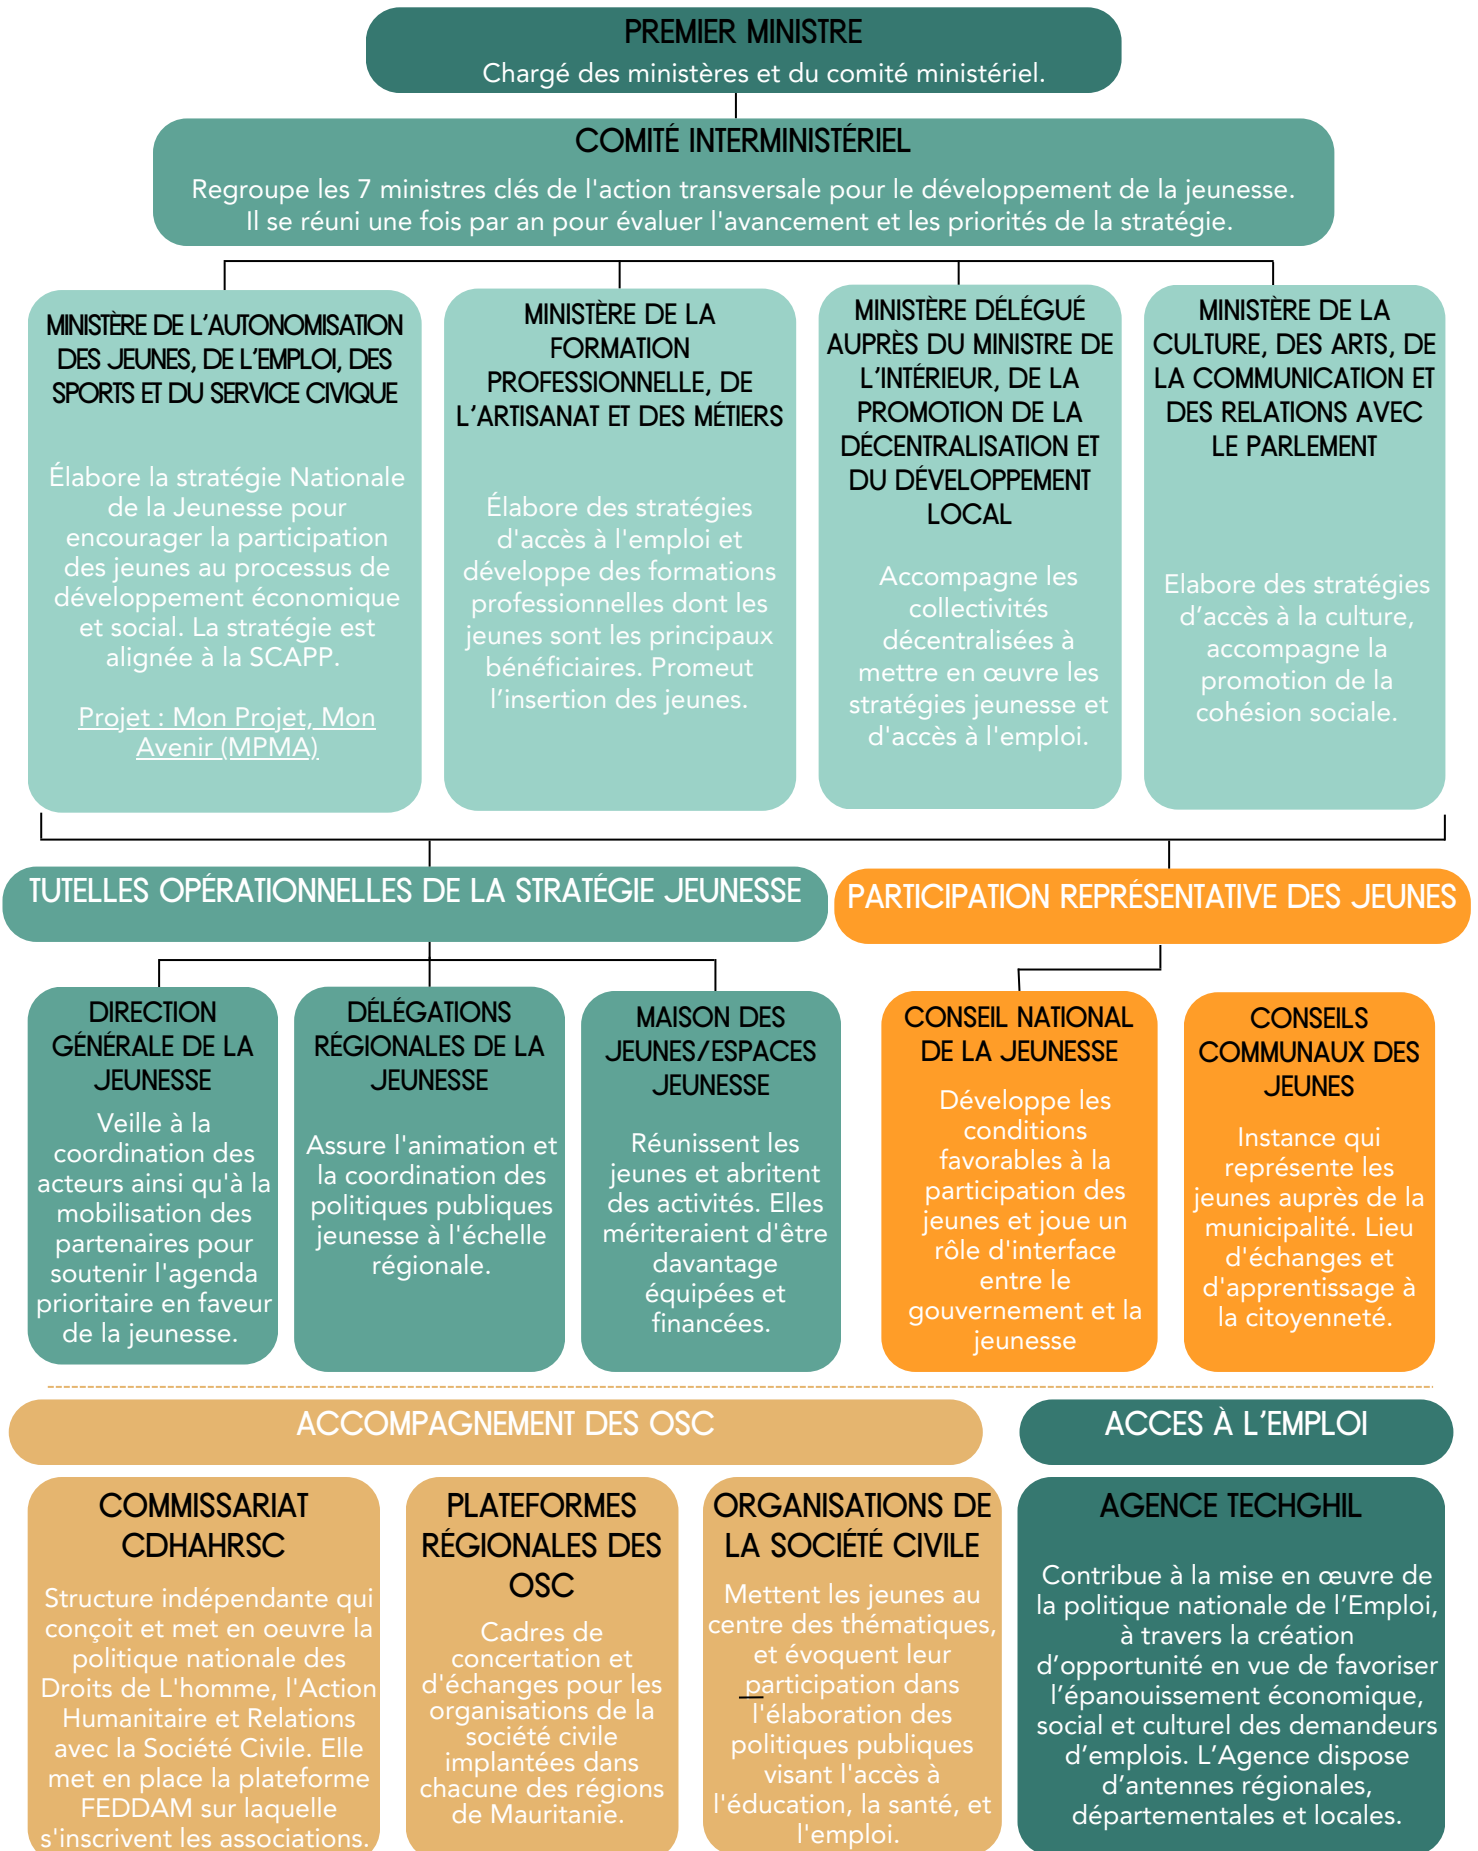 PREMIER MINISTRE
Chargé des ministères et du comité ministériel.
COMITÉ INTERMINISTÉRIEL
Regroupe les 7 ministres clés de l'action transversale pour le développement de la jeunesse.
Il se réuni une fois par an pour évaluer l'avancement et les priorités de la stratégie.
MINISTÈRE DE L'AUTONOMISATION
DES JEUNES, DE L'EMPLOI, DES
SPORTS ET DU SERVICE CIVIQUE
Élabore la stratégie Nationale
de la Jeunesse pour
encourager la participation
des jeunes au processus de
développement économique
et social. La stratégie est
alignée à la SCAPP.
Projet : Mon Projet, Mon
Avenir (MPMA)
MINISTÈRE DE LA
FORMATION
PROFESSIONNELLE, DE
L'ARTISANAT ET DES MÉTIERS
Élabore des stratégies
d'accès à l'emploi et
développe des formations
professionnelles dont les
jeunes sont les principaux
bénéficiaires. Promeut
l'insertion des jeunes.
MINISTÈRE DÉLÉGUÉ
AUPRÈS DU MINISTRE DE
L'INTÉRIEUR, DE LA
PROMOTION DE LA
DÉCENTRALISATION ET
DU DÉVELOPPEMENT
LOCAL
Accompagne les
collectivités
décentralisées à
mettre en œuvre les
stratégies jeunesse et
d'accès à l'emploi.
MINISTÈRE DE LA
CULTURE, DES ARTS, DE
LA COMMUNICATION ET
DES RELATIONS AVEC
LE PARLEMENT
Elabore des stratégies
d'accès à la culture,
accompagne la
promotion de la
cohésion sociale.
TUTELLES OPÉRATIONNELLES DE LA STRATÉGIE JEUNESSE
PARTICIPATION REPRÉSENTATIVE DES JEUNES
DIRECTION
GÉNÉRALE DE LA
JEUNESSE
Veille à la
coordination des
acteurs ainsi qu'à la
mobilisation des
partenaires pour
soutenir l'agenda
prioritaire en faveur
de la jeunesse.
DÉLÉGATIONS
RÉGIONALES DE LA
JEUNESSE
Assure l'animation et
la coordination des
politiques publiques
jeunesse à l'échelle
régionale.
MAISON DES
JEUNES/ESPACES
JEUNESSE
Réunissent les
jeunes et abritent
des activités. Elles
mériteraient d'être
davantage
équipées et
financées.
CONSEIL NATIONAL
DE LA JEUNESSE
Développe les
conditions
favorables à la
participation des
jeunes et joue un
rôle d'interface
entre le
gouvernement et la
jeunesse
CONSEILS
COMMUNAUX DES
JEUNES
Instance qui
représente les
jeunes auprès de la
municipalité. Lieu
d'échanges et
d'apprentissage à
la citoyenneté.
ACCOMPAGNEMENT DES OSC
ACCES À L'EMPLOI
COMMISSARIAT
CDHAHRSC
Structure indépendante qui
conçoit et met en oeuvre la
politique nationale des
Droits de L'homme, l'Action
Humanitaire et Relations
avec la Société Civile. Elle
met en place la plateforme
FEDDAM sur laquelle
s'inscrivent les associations.
PLATEFORMES
RÉGIONALES DES
OSC
Cadres de
concertation et
d'échanges pour les
organisations de la
société civile
implantées dans
chacune des régions
de Mauritanie.
ORGANISATIONS DE
LA SOCIÉTÉ CIVILE
Mettent les jeunes au
centre des thématiques,
et évoquent leur
participation dans
l'élaboration des
politiques publiques
visant l'accès à
l'éducation, la santé, et
l'emploi.
AGENCE TECHGHIL
Contribue à la mise en œuvre de
la politique nationale de l'Emploi,
à travers la création
d'opportunité en vue de favoriser
l'épanouissement économique,
social et culturel des demandeurs
d'emplois. L'Agence dispose
d'antennes régionales,
départementales et locales.